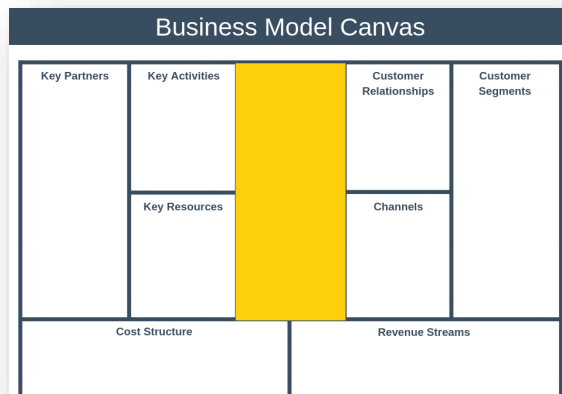 Business Model Canvas
Key Partners
Key Activities
Customer
Relationships
Customer
Segments
Key Resources
Channels
Cost Structure
Revenue Streams